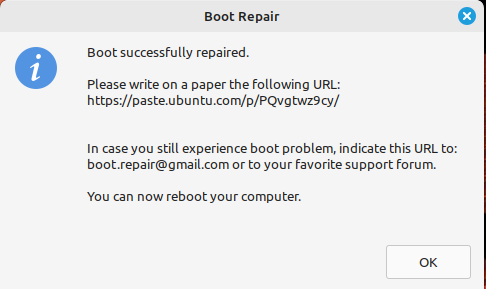 Boot Repair
Boot successfully repaired.
Please write on a paper the following URL:
https://paste.ubuntu.com/p/PQvgtwz9cy/
In case you still experience boot problem, indicate this URL to:
boot.repair@gmail.com or to your favorite support forum.
You can now reboot your computer.
OK